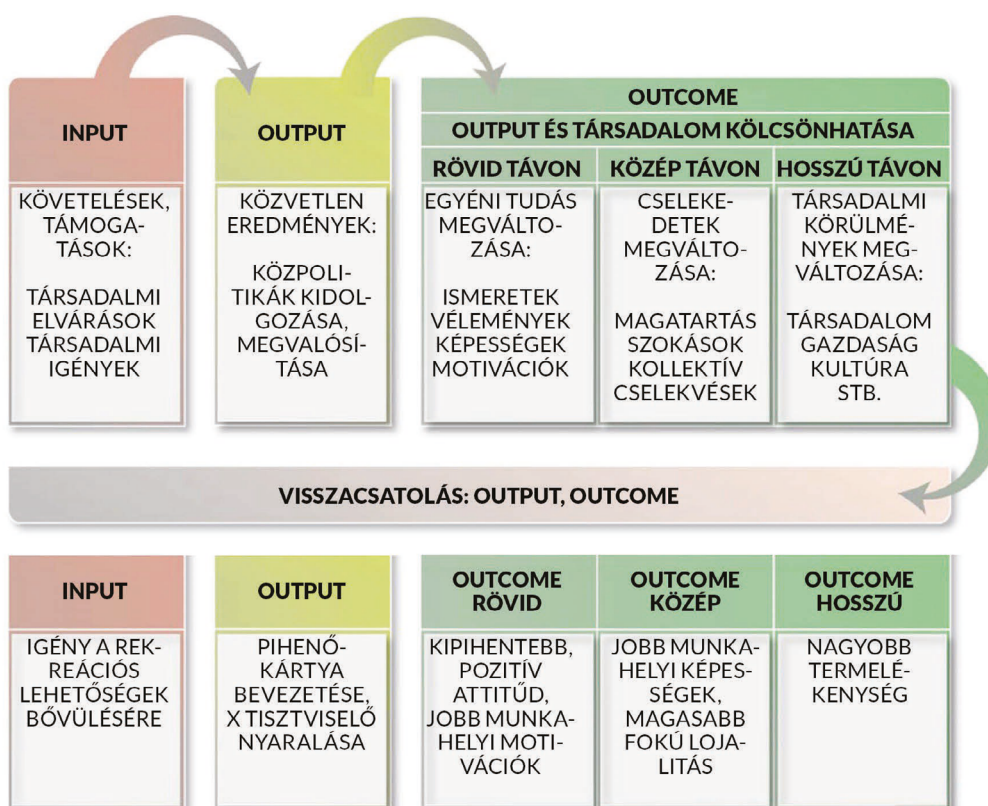 INPUT
KÖVETELÉSEK,
TÁMOGA-
TÁSOK:
TÁRSADALMI
ELVÁRÁSOK
TÁRSADALMI
IGÉNYEK
OUTPUT
KÖZVETLEN
EREDMÉNYEK:
KÖZPOLI-
TIKÁK KIDOL-
GOZÁSA,
MEGVALÓSÍ-
TÁSA
OUTCOME
OUTPUT ÉS TÁRSADALOM KÖLCSÖNHATÁSA
RÖVID TÁVON
EGYÉNI TUDÁS
MEGVÁLTO-
ZÁSA:
ISMERETEK
VÉLEMÉNYEK
KÉPESSÉGEK
MOTIVÁCIÓK
KÖZÉP TÁVON
CSELEKE-
DETEK
MEGVÁLTO-
ZÁSA:
MAGATARTÁS
SZOKÁSOK
KOLLEKTÍV
CSELEKVÉSEK
HOSSZÚ TÁVON
TÁRSADALMI
KÖRÜLMÉ-
NYEK MEG-
VÁLTOZÁSA:
TÁRSADALOM
GAZDASÁG
KULTÚRA
STB.
VISSZACSATOLÁS: OUTPUT, OUTCOME
INPUT
IGÉNY A REK-
REÁCIÓS
LEHETŐSÉGEK
BŐVÜLÉSÉRE
OUTPUT
PIHENŐ-
KÁRTYA
BEVEZETÉSE,
X TISZTVISELŐ
NYARALÁSA
OUTCOME
RÖVID
KIPIHENTEBB,
POZITÍV
ATTITŰD,
JOBB MUNKA-
HELYI MOTI-
VÁCIÓK
OUTCOME
KÖZÉP
JOBB MUNKA-
HELYI KÉPES-
SÉGEK,
MAGASABB
FOKÚ LOJA-
LITÁS
OUTCOME
HOSSZÚ
NAGYOBB
TERMELÉ-
KENYSÉG